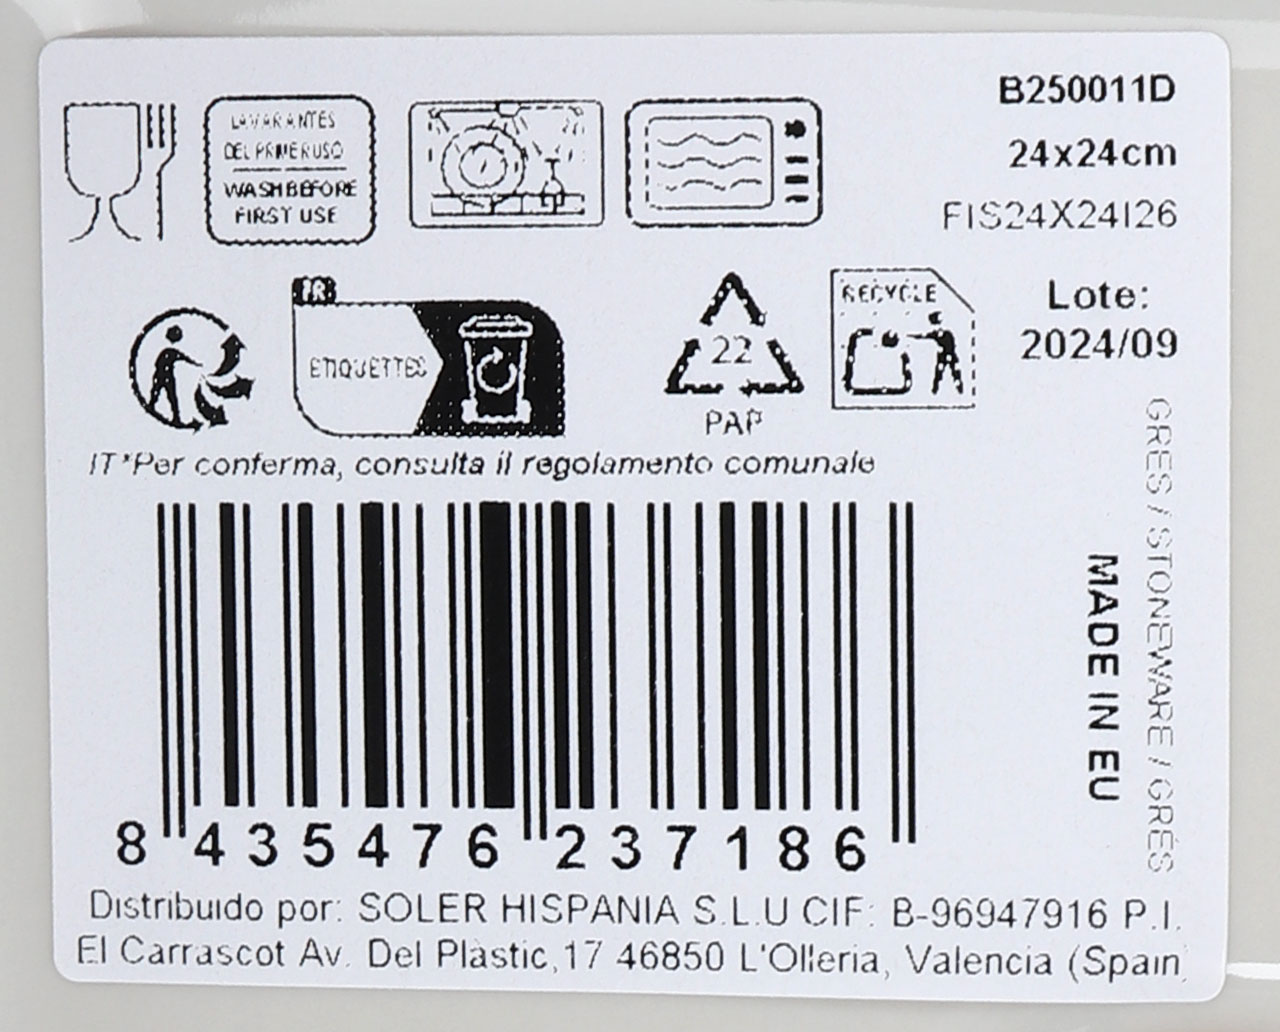 LAVAR ANTES
DEL PRIMER USO
WASH BEFORE
FIRST USE
B250011D
24x24cm
FIS24X24I26
Lote:
2024/09
FR
ETIQUETTES
22
PAP
RECYCLE
IT*Per conferma, consulta il regolamento comunale
GRES / STONEWARE / GRÈS
MADE IN EU
8 435476 237186
Distribuido por: SOLER HISPANIA S.L.U CIF: B-96947916 P.I.
El Carrascot Av. Del Plàstic,17 46850 L'Olleria, Valencia (Spain)